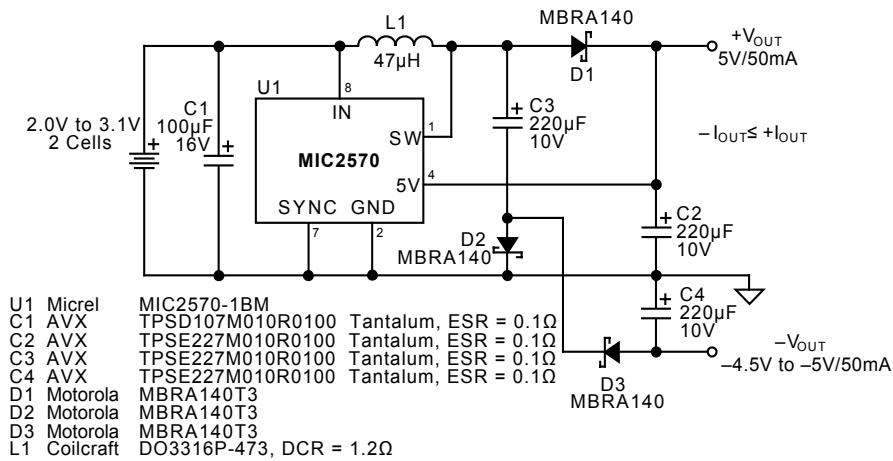 MBRA140
L1
47µH
D1
+VOUT
5V/50mA
U1
8
IN
C3
220µF
10V
2.0V to 3.1V
2 Cells
C1
100µF
16V
SW
1
MIC2570
–IOUT≤ +IOUT
5V
4
SYNC
GND
7
2
D2
MBRA140
C2
220µF
10V
C4
220µF
10V
–VOUT
–4.5V to –5V/50mA
D3
MBRA140
U1 Micrel MIC2570-1BM
C1 AVX TPSD107M010R0100 Tantalum, ESR = 0.1Ω
C2 AVX TPSE227M010R0100 Tantalum, ESR = 0.1Ω
C3 AVX TPSE227M010R0100 Tantalum, ESR = 0.1Ω
C4 AVX TPSE227M010R0100 Tantalum, ESR = 0.1Ω
D1 Motorola MBRA140T3
D2 Motorola MBRA140T3
D3 Motorola MBRA140T3
L1 Coilcraft DO3316P-473, DCR = 1.2Ω